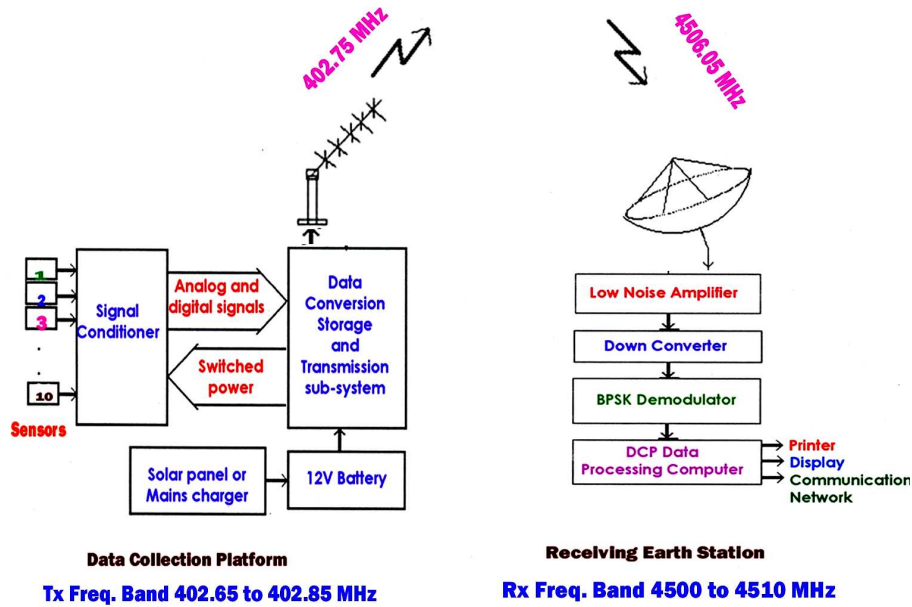 402.75 MHz
4506.05 MHz
1
2
3
10
Sensors
Signal
Conditioner
Analog and
digital signals
Switched
power
T
Data
Conversion
Storage
and
Transmission
sub-system
Solar panel or
Mains charger
12V Battery
Data Collection Platform
Tx Freq. Band 402.65 to 402.85 MHz
Low Noise Amplifier
Down Converter
BPSK Demodulator
DCP Data
Processing Computer
Printer
Display
Communication
Network
Receiving Earth Station
Rx Freq. Band 4500 to 4510 MHz